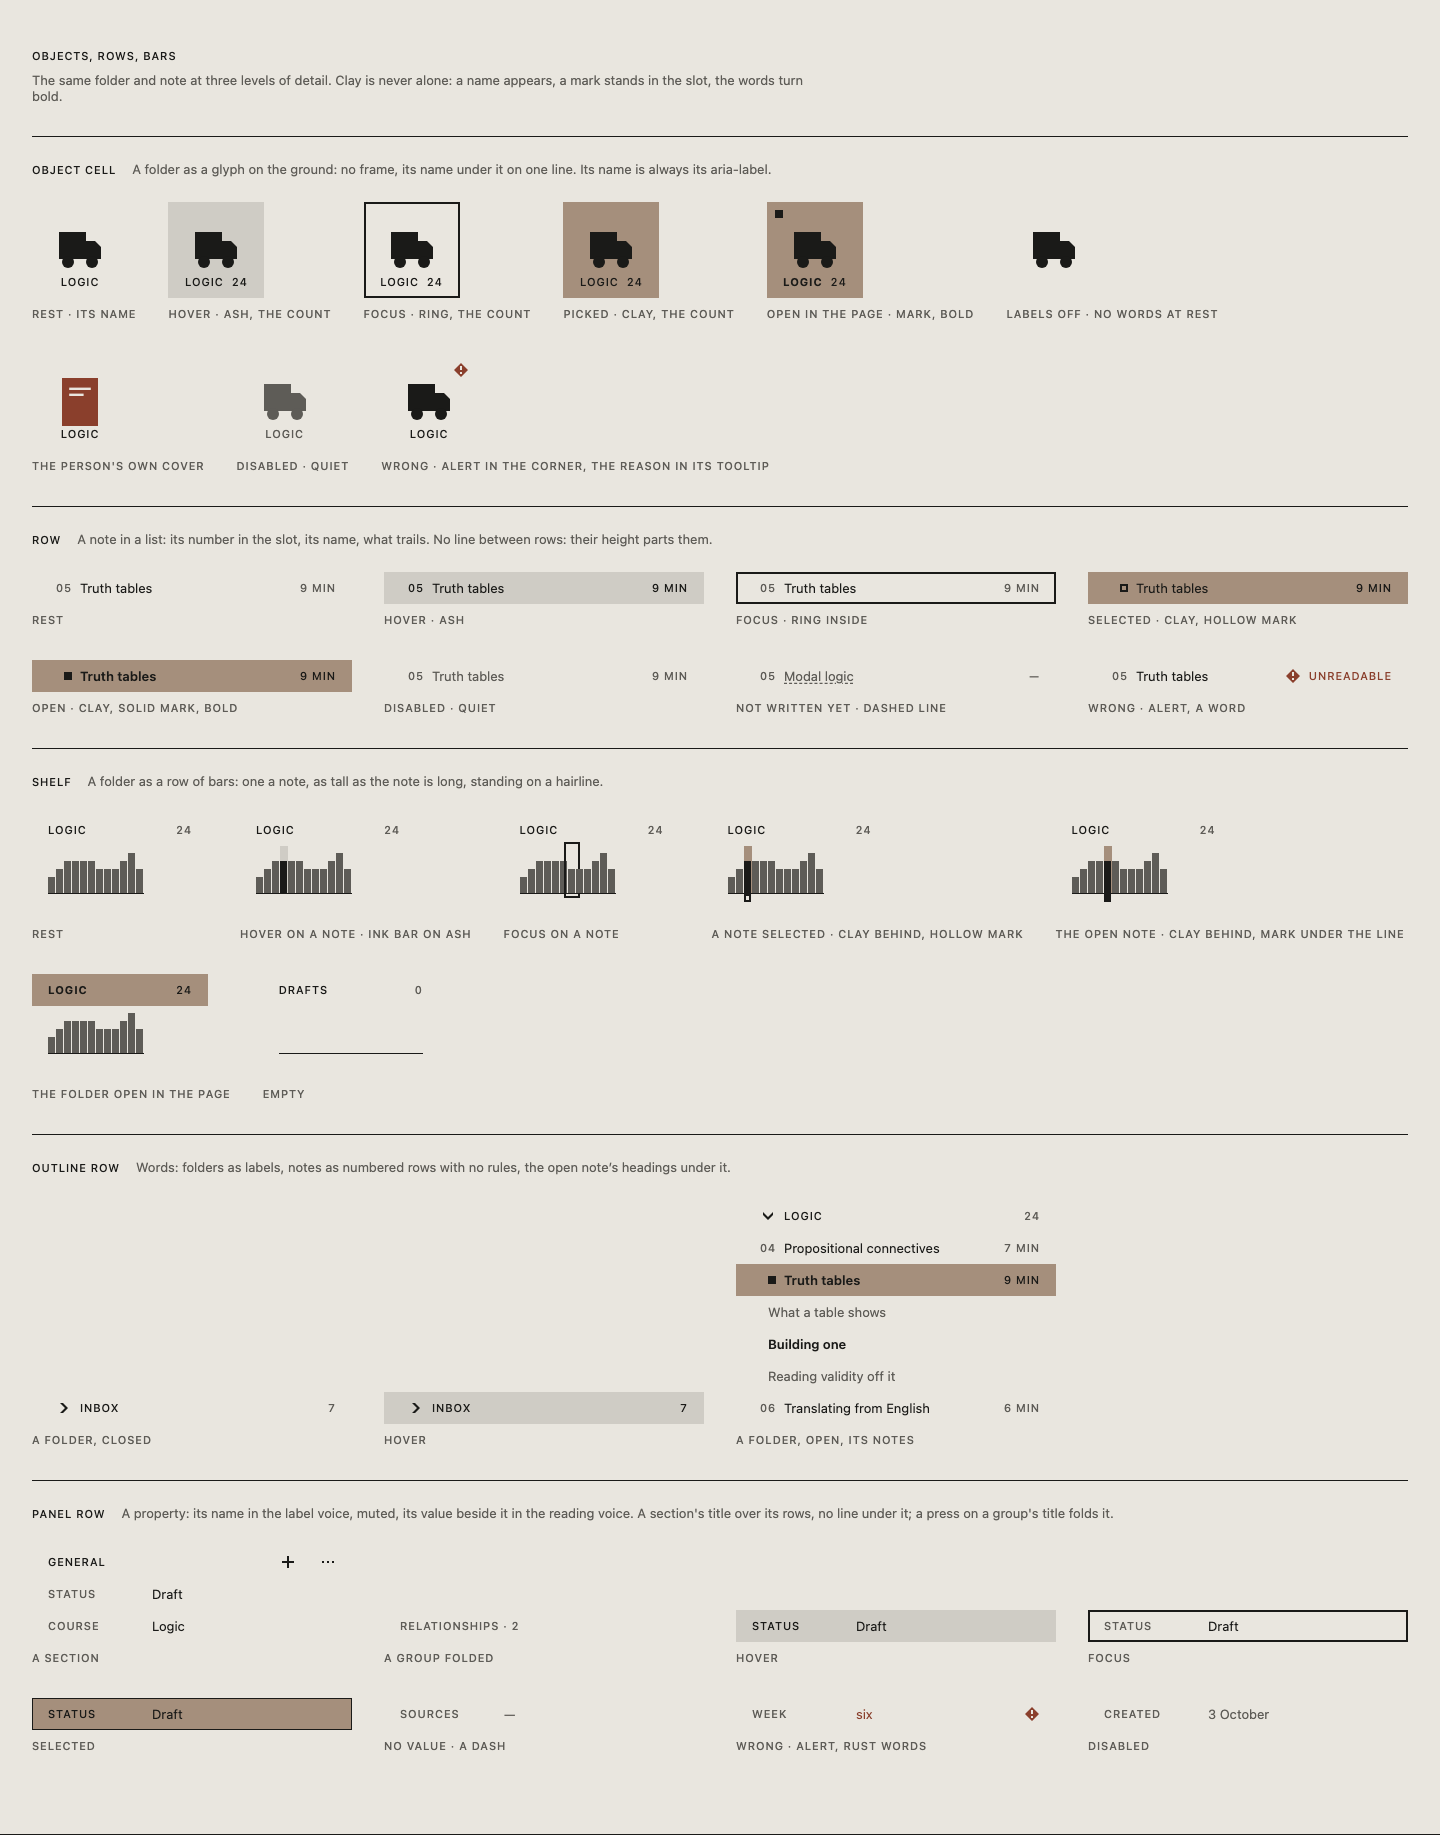 OBJECTS, ROWS, BARS
The same folder and note at three levels of detail. Clay is never alone: a name appears, a mark stands in the slot, the words turn
bold.
OBJECT CELL A folder as a glyph on the ground: no frame, its name under it on one line. Its name is always its aria-label.
LOGIC LOGIC 24 LOGIC 24 LOGIC 24 LOGIC 24
REST · ITS NAME HOVER · ASH, THE COUNT FOCUS · RING, THE COUNT PICKED · CLAY, THE COUNT OPEN IN THE PAGE · MARK, BOLD LABELS OFF · NO WORDS AT REST
LOGIC LOGIC LOGIC
THE PERSON'S OWN COVER DISABLED · QUIET WRONG · ALERT IN THE CORNER, THE REASON IN ITS TOOLTIP
ROW A note in a list: its number in the slot, its name, what trails. No line between rows: their height parts them.
05 Truth tables 9 MIN 05 Truth tables 9 MIN 05 Truth tables 9 MIN Truth tables 9 MIN
REST HOVER · ASH FOCUS · RING INSIDE SELECTED · CLAY, HOLLOW MARK
Truth tables 9 MIN 05 Truth tables 9 MIN 05 Modal logic — 05 Truth tables UNREADABLE
OPEN · CLAY, SOLID MARK, BOLD DISABLED · QUIET NOT WRITTEN YET · DASHED LINE WRONG · ALERT, A WORD
SHELF A folder as a row of bars: one a note, as tall as the note is long, standing on a hairline.
LOGIC 24 LOGIC 24 LOGIC 24 LOGIC 24 LOGIC 24
REST HOVER ON A NOTE · INK BAR ON ASH FOCUS ON A NOTE A NOTE SELECTED · CLAY BEHIND, HOLLOW MARK THE OPEN NOTE · CLAY BEHIND, MARK UNDER THE LINE
LOGIC 24 DRAFTS 0
THE FOLDER OPEN IN THE PAGE EMPTY
OUTLINE ROW Words: folders as labels, notes as numbered rows with no rules, the open note's headings under it.
LOGIC 24
04 Propositional connectives 7 MIN
Truth tables 9 MIN
What a table shows
Building one
Reading validity off it
INBOX 7 INBOX 7 06 Translating from English 6 MIN
A FOLDER, CLOSED HOVER A FOLDER, OPEN, ITS NOTES
PANEL ROW A property: its name in the label voice, muted, its value beside it in the reading voice. A section's title over its rows, no line under it; a press on a group's title folds it.
GENERAL
STATUS Draft
COURSE Logic RELATIONSHIPS · 2 STATUS Draft STATUS Draft
A SECTION A GROUP FOLDED HOVER FOCUS
STATUS Draft SOURCES — WEEK six CREATED 3 October
SELECTED NO VALUE · A DASH WRONG · ALERT, RUST WORDS DISABLED